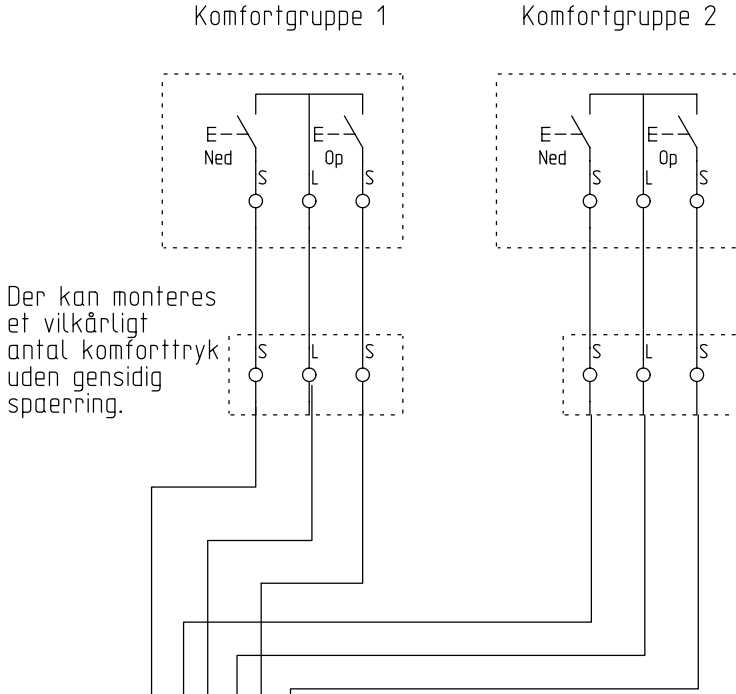 Komfortgruppe 1
Komfortgruppe 2
Ned
Op
S
L
S
Ned
Op
S
L
S
Der kan monteres
et vilkårligt
antal komforttryk
uden gensidig
spaerring.
S
L
S
S
L
S